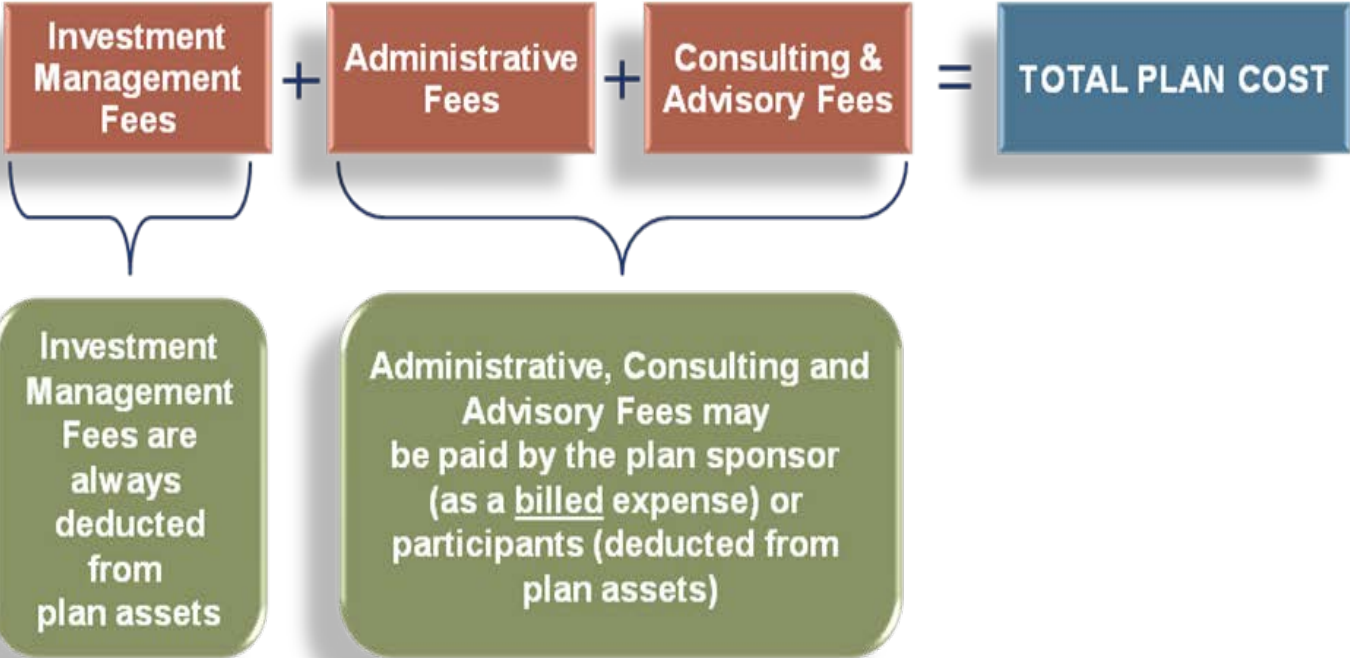 Investment
Management
Fees
+
Administrative
Fees
+
Consulting &
Advisory Fees
=
TOTAL PLAN COST
Investment
Management
Fees are
always
deducted
from
plan assets
Administrative, Consulting and
Advisory Fees may
be paid by the plan sponsor
(as a billed expense) or
participants (deducted from
plan assets)